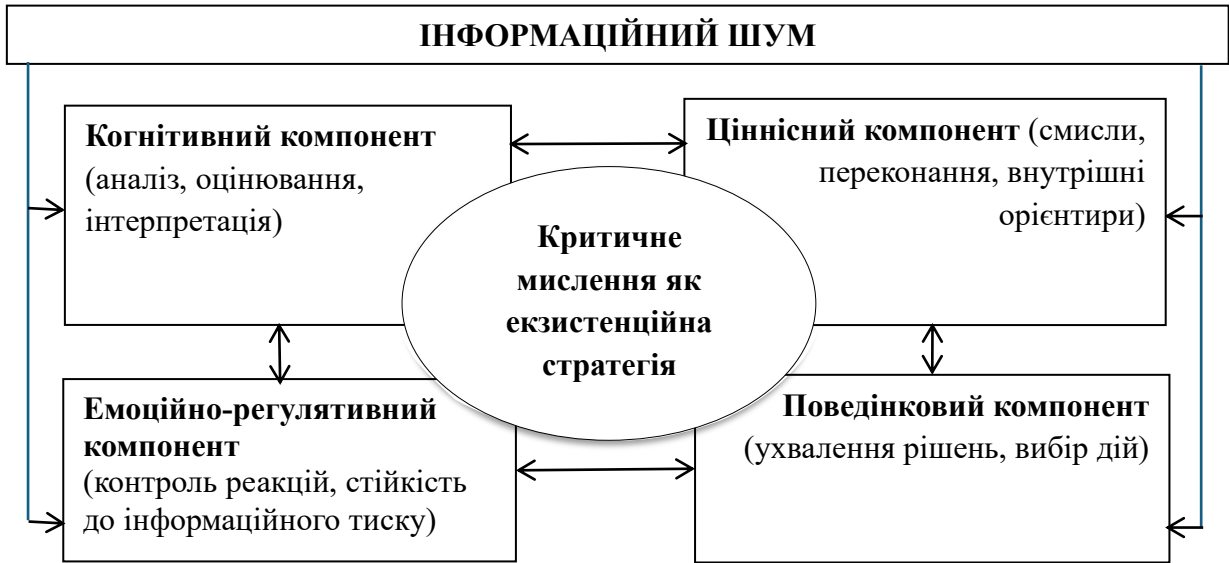 ІНФОРМАЦІЙНИЙ ШУМ
Когнітивний компонент
(аналіз, оцінювання,
інтерпретація)
Ціннісний компонент (смисли,
переконання, внутрішні
орієнтири)
Критичне
мислення як
екзистенційна
стратегія
Емоційно-регулятивний
компонент
(контроль реакцій, стійкість
до інформаційного тиску)
Поведінковий компонент
(ухвалення рішень, вибір дій)